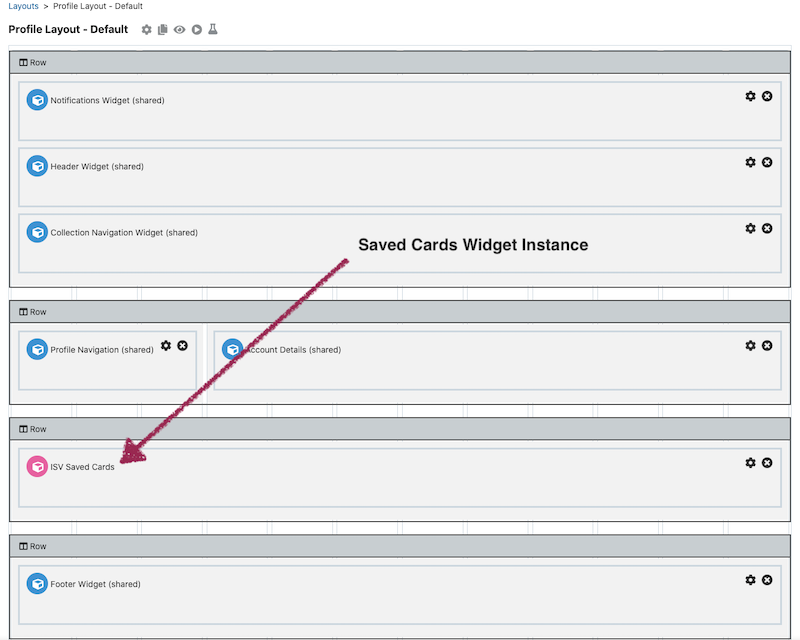 Layouts > Profile Layout - Default
Profile Layout - Default
Row
Notifications Widget (shared)
Header Widget (shared)
Collection Navigation Widget (shared)
Saved Cards Widget Instance
Row
Profile Navigation (shared)
Account Details (shared)
Row
ISV Saved Cards
Row
Footer Widget (shared)